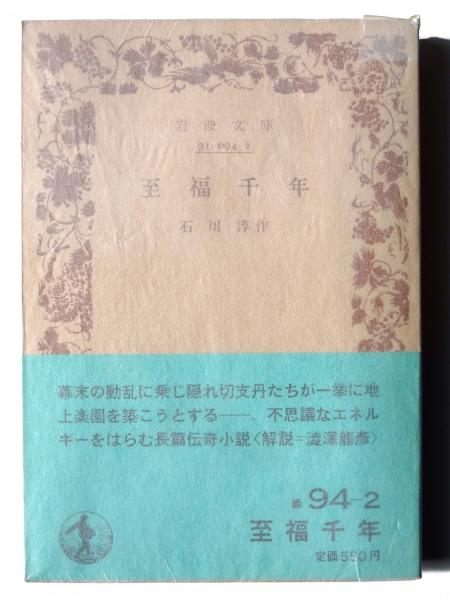 岩波文庫
31-094-2
至福千年
石川淳作
幕末の動乱に乗じ隠れ切支丹たちが一挙に地
上楽園を築こうとする――、不思議なエネル
ギーをはらむ長篇伝奇小説〈解説=澁澤龍彥〉
94-2
至福千年
定価550円